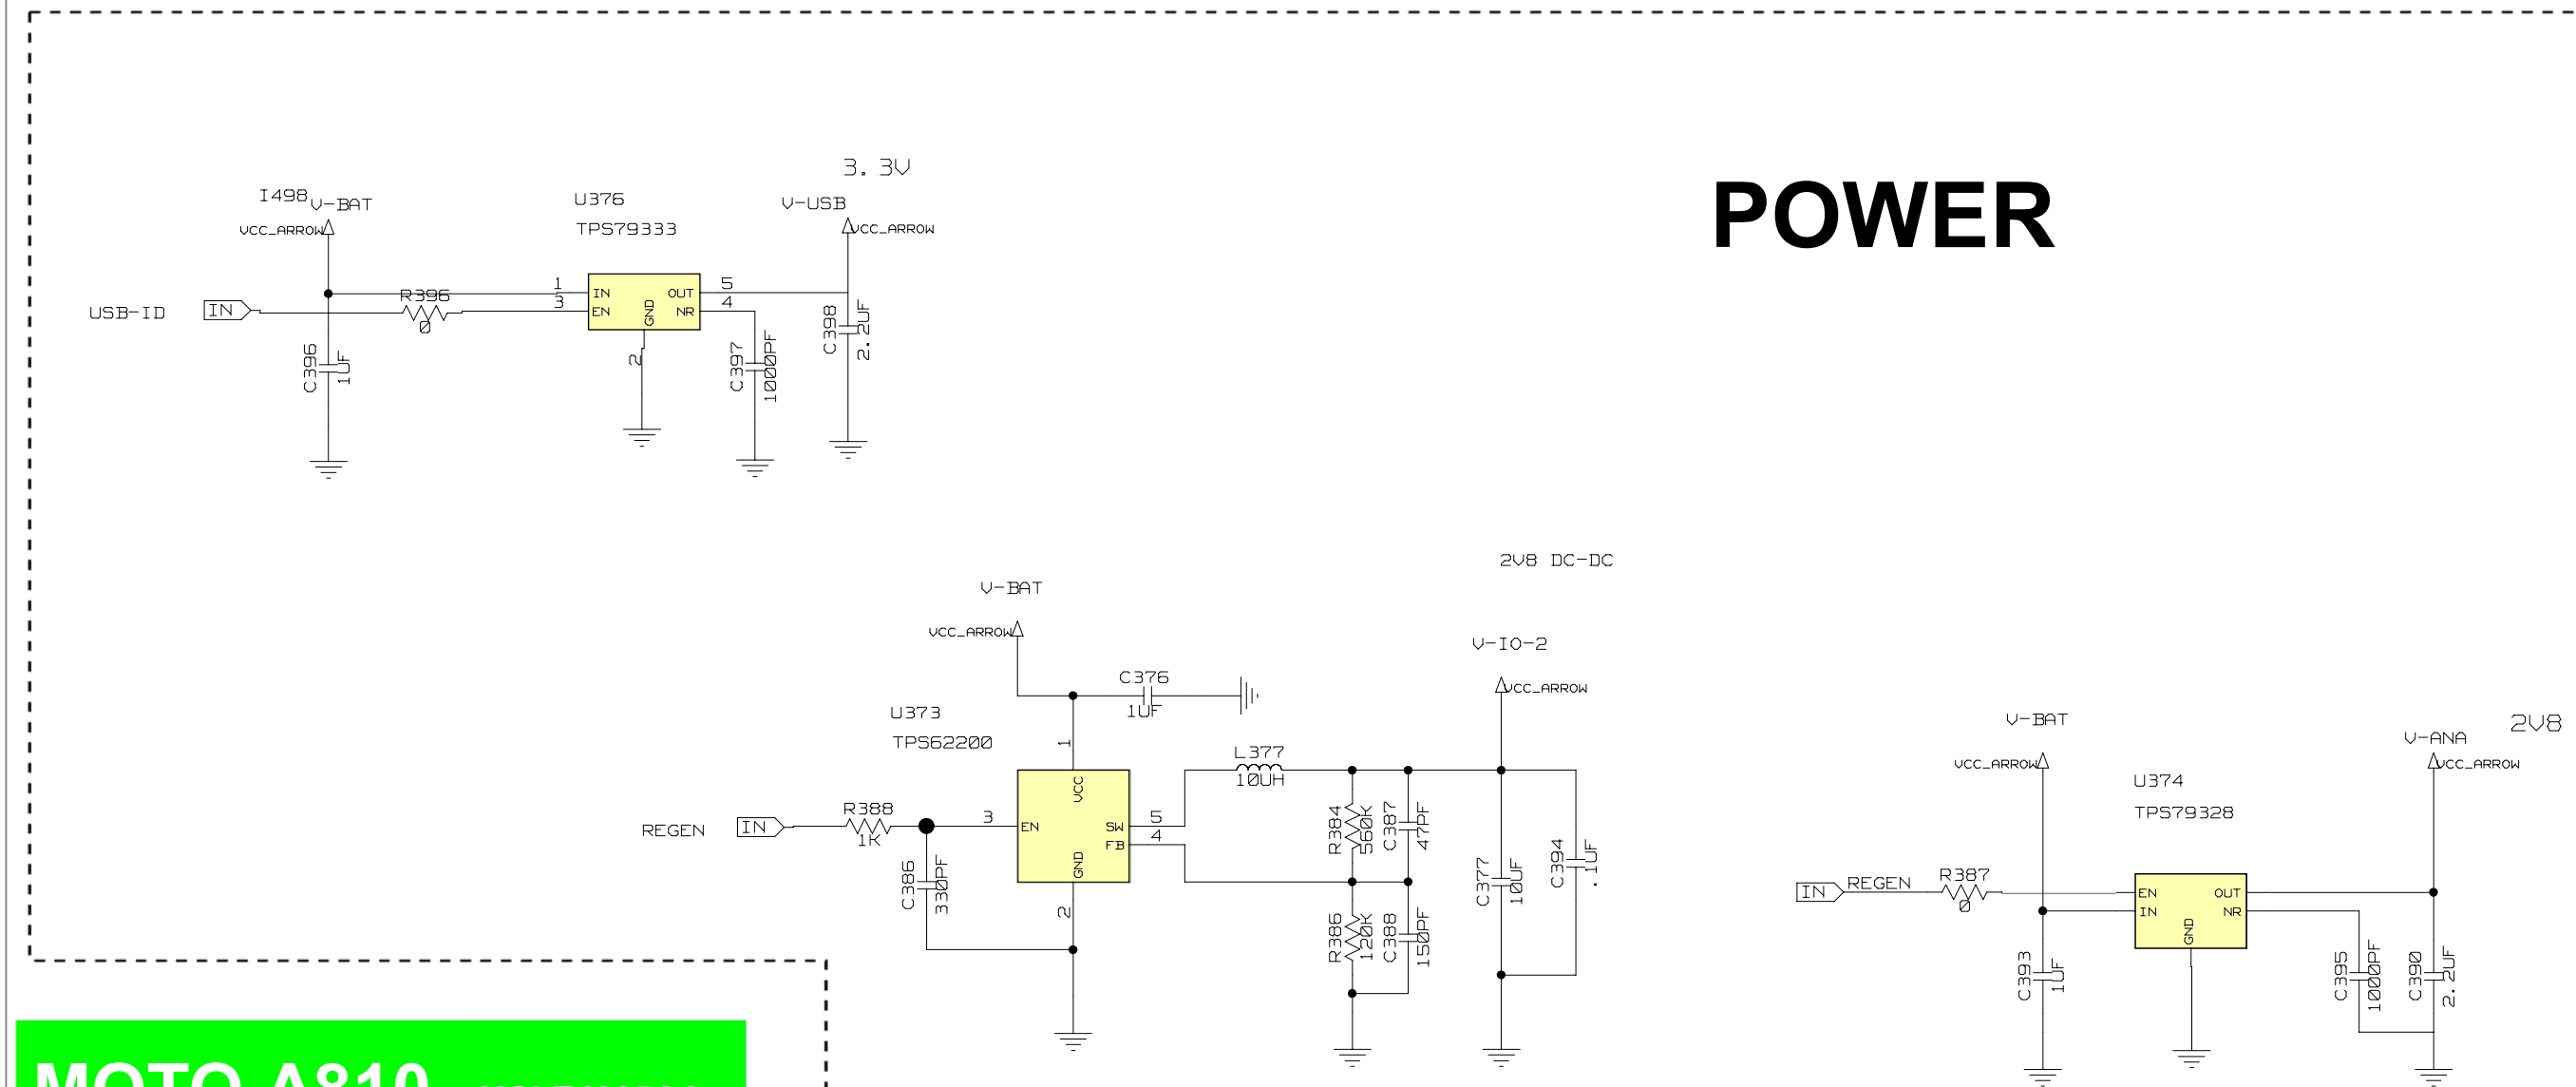 POWER
3.3V
I498
V-BAT
VCC_ARROW
U376
TPS79333
V-USB
VCC_ARROW
USB-ID
IN
R396
0
1
3
IN
EN
GND
OUT
NR
5
4
2
C396
1UF
C397
1000PF
C398
2.2UF
2V8 DC-DC
V-BAT
VCC_ARROW
C376
1UF
U373
TPS62200
1
VCC
REGEN
IN
R388
1K
3
EN
SW
FB
GND
5
4
2
C386
330PF
L377
10UH
V-IO-2
VCC_ARROW
R384
560K
C387
47PF
R386
120K
C388
150PF
C377
10UF
C394
.1UF
V-BAT
VCC_ARROW
U374
TPS79328
V-ANA
2V8
VCC_ARROW
IN
REGEN
R387
0
EN
IN
GND
OUT
NR
C393
1UF
C395
1000PF
C390
2.2UF
MOTO A810